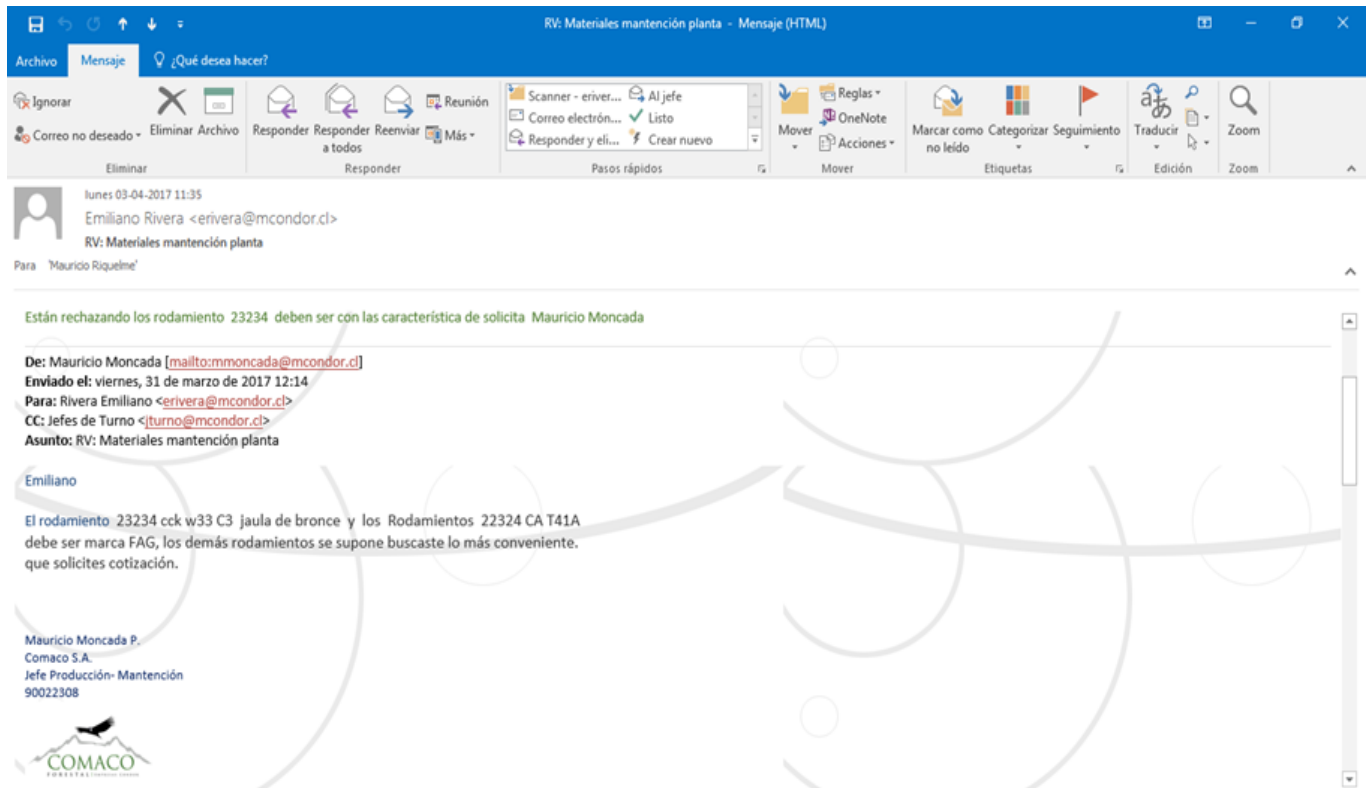 RV: Materiales mantención planta - Mensaje (HTML)
Archivo Mensaje ¿Qué desea hacer?
Ignorar
Correo no deseado
Eliminar Archivo
Responder Responder a todos Reenviar
Reunión
Más
Scanner - eriver... Al jefe
Correo electrón... Listo
Responder y eli... Crear nuevo
Mover
Reglas
OneNote
Acciones
Marcar como no leído Categorizar Seguimiento
Traducir
Zoom
Eliminar Responder Pasos rápidos Mover Etiquetas Edición Zoom
lunes 03-04-2017 11:35
Emiliano Rivera <erivera@mcondor.cl>
RV: Materiales mantención planta
Para 'Mauricio Riquelme'
Están rechazando los rodamiento 23234 deben ser con las característica de solicita Mauricio Moncada
De: Mauricio Moncada [mailto:mmoncada@mcondor.cl]
Enviado el: viernes, 31 de marzo de 2017 12:14
Para: Rivera Emiliano <erivera@mcondor.cl>
CC: Jefes de Turno <jturno@mcondor.cl>
Asunto: RV: Materiales mantención planta
Emiliano
El rodamiento 23234 cck w33 C3 jaula de bronce y los Rodamientos 22324 CA T41A
debe ser marca FAG, los demás rodamientos se supone buscaste lo más conveniente.
que solicites cotización.
Mauricio Moncada P.
Comaco S.A.
Jefe Producción- Mantención
90022308
COMACO